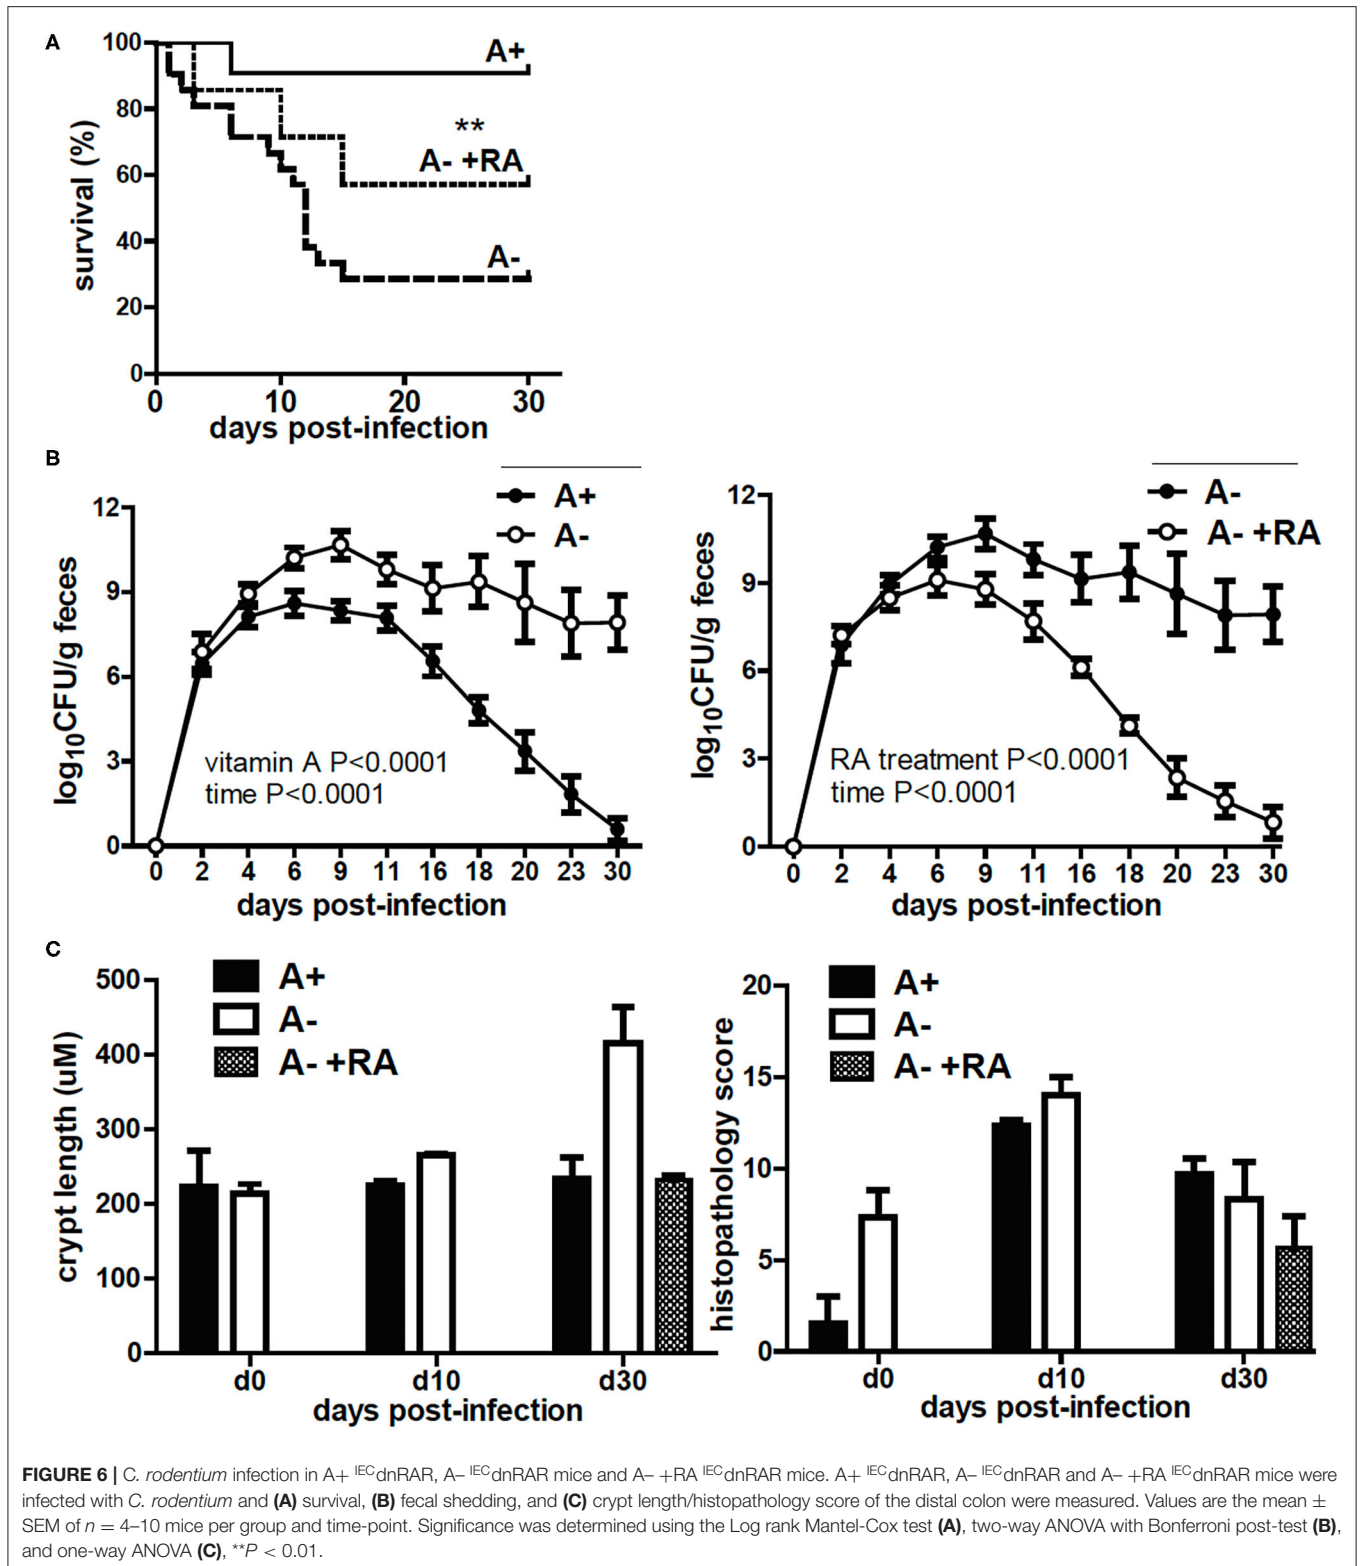 A
100
80
60
40
20
0
survival (%)
A+
**
A- +RA
A-
0 10 20 30
days post-infection
B
12
9
6
3
0
log10CFU/g feces
A+
A-
vitamin A P<0.0001
time P<0.0001
0 2 4 6 9 11 16 18 20 23 30
days post-infection
12
9
6
3
0
log10CFU/g feces
A-
A- +RA
RA treatment P<0.0001
time P<0.0001
0 2 4 6 9 11 16 18 20 23 30
days post-infection
C
500
400
300
200
100
0
crypt length (uM)
A+
A-
A- +RA
d0 d10 d30
days post-infection
20
15
10
5
0
histopathology score
A+
A-
A- +RA
d0 d10 d30
days post-infection
FIGURE 6 | C. rodentium infection in A+ IECdnRAR, A– IECdnRAR mice and A– +RA IECdnRAR mice. A+ IECdnRAR, A– IECdnRAR and A– +RA IECdnRAR mice were
infected with C. rodentium and (A) survival, (B) fecal shedding, and (C) crypt length/histopathology score of the distal colon were measured. Values are the mean ±
SEM of n = 4–10 mice per group and time-point. Significance was determined using the Log rank Mantel-Cox test (A), two-way ANOVA with Bonferroni post-test (B),
and one-way ANOVA (C), **P < 0.01.